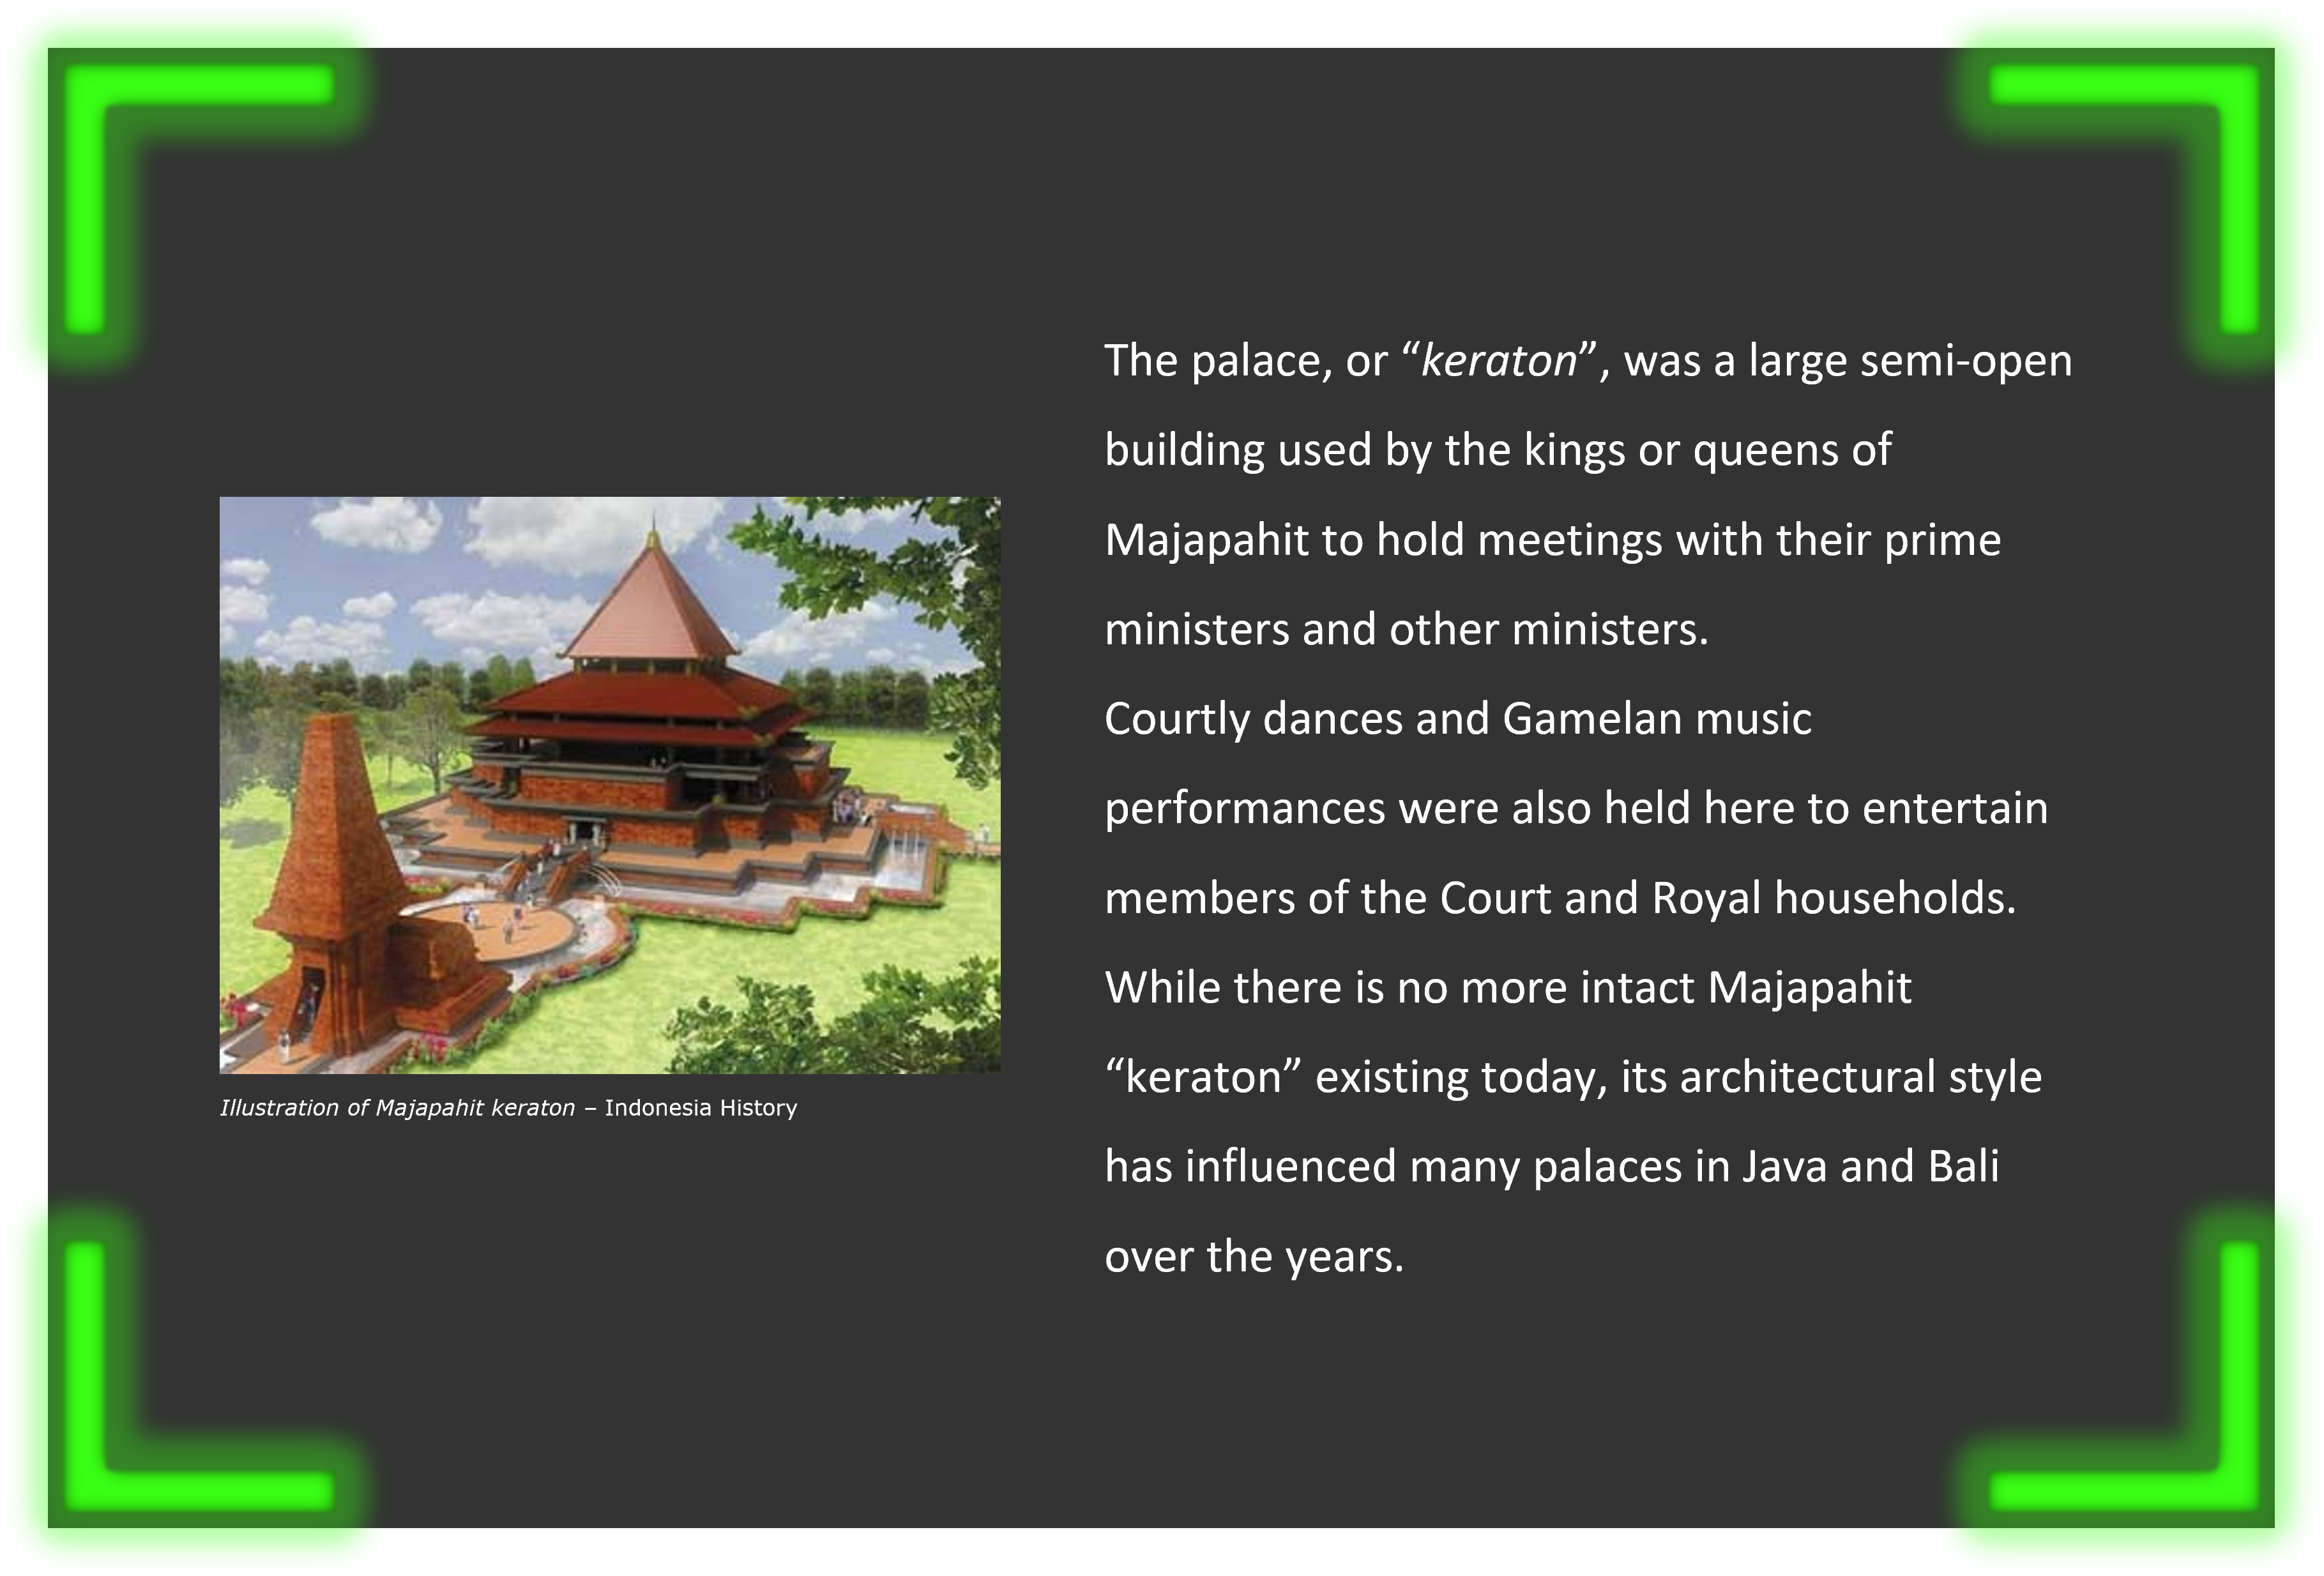 The palace, or “keraton”, was a large semi-open
building used by the kings or queens of
Majapahit to hold meetings with their prime
ministers and other ministers.
Courtly dances and Gamelan music
performances were also held here to entertain
members of the Court and Royal households.
While there is no more intact Majapahit
“keraton” existing today, its architectural style
has influenced many palaces in Java and Bali
over the years.
Illustration of Majapahit keraton – Indonesia History